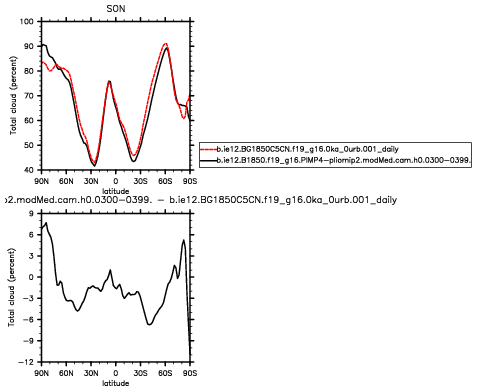 SON
100
90
80
70
60
50
40
Total cloud (percent)
90N 60N 30N 0 30S 60S 90S
latitude
b.ie12.BG1850C5CN.f19_g16.0ka_0urb.001_daily
b.ie12.B1850.f19_g16.PlMP4-pliomip2.modMed.cam.h0.0300-0399.
p2.modMed.cam.h0.0300-0399. - b.ie12.BG1850C5CN.f19_g16.0ka_0urb.001_daily
9
6
3
0
-3
-6
-9
-12
Total cloud (percent)
90N 60N 30N 0 30S 60S 90S
latitude